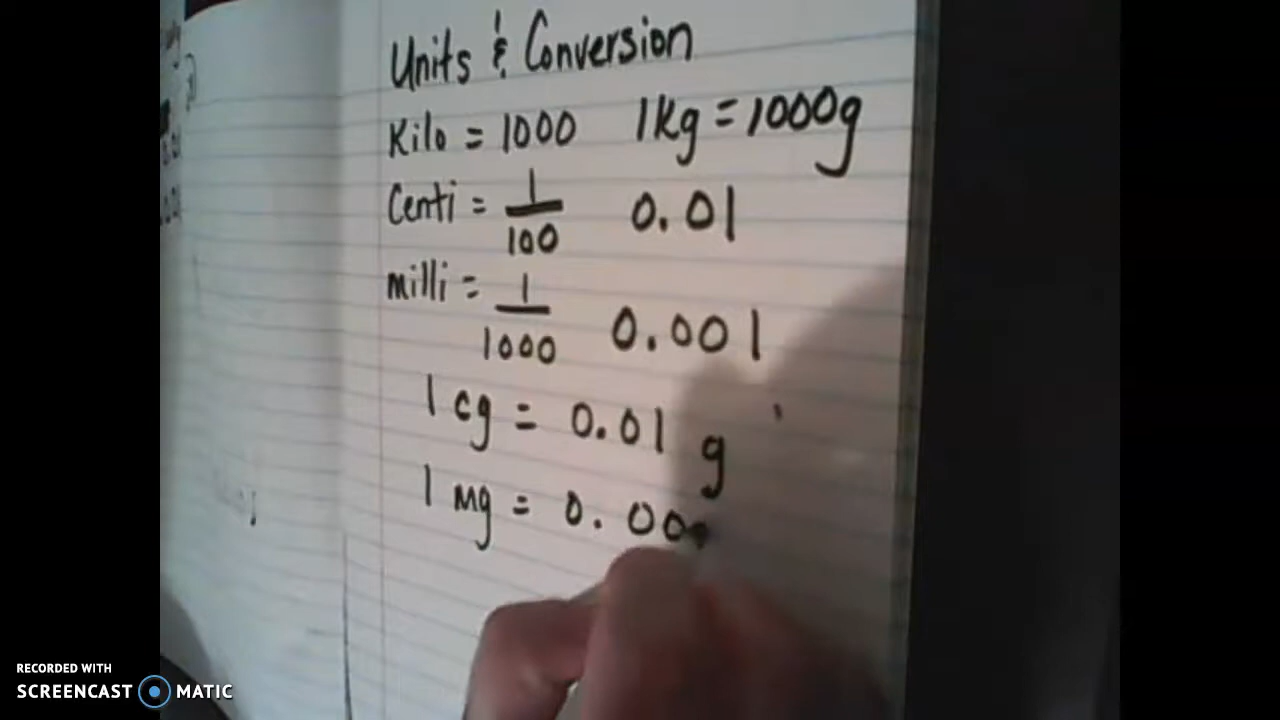 Units & Conversion
Kilo = 1000 1kg = 1000g
Centi = 1/100 0.01
milli = 1/1000 0.001
1 cg = 0.01 g
1 mg = 0.00
RECORDED WITH
SCREENCAST MATIC